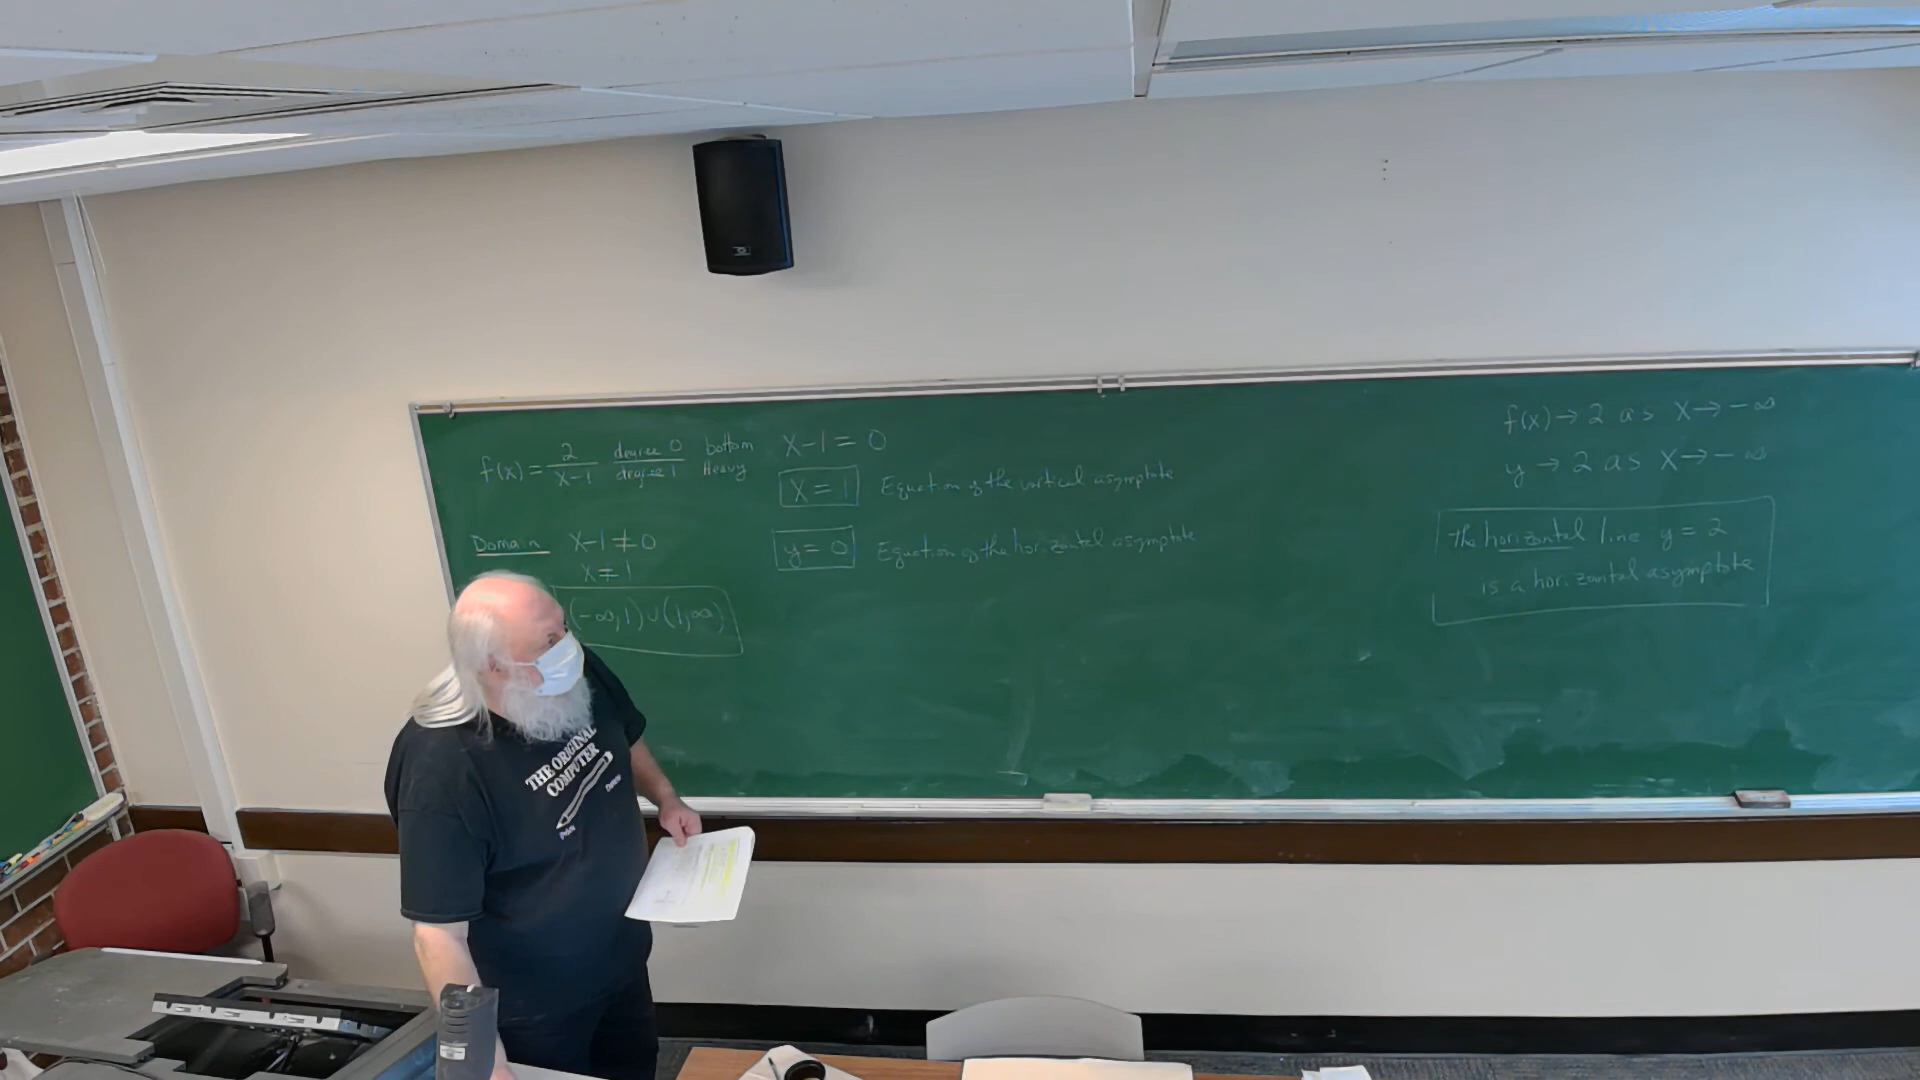 f(x) = 2/(x-1) degree 0/degree 1 bottom Heavy
Domain x-1 ≠ 0
x ≠ 1
(-∞, 1) ∪ (1, ∞)
x-1 = 0
x = 1 Equation of the vertical asymptote
y = 0 Equation of the horizontal asymptote
f(x) → 2 as x → -∞
y → 2 as x → -∞
the horizontal line y = 2
is a horizontal asymptote
THE ORIGINAL
COMPUTER